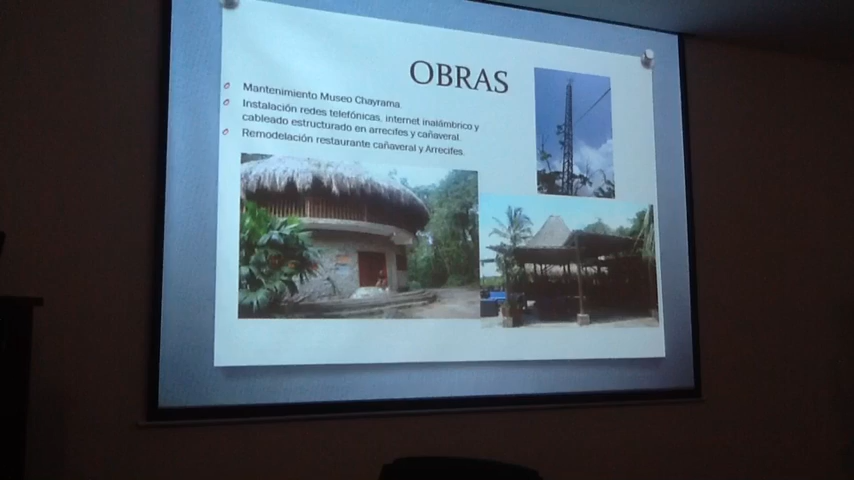 OBRAS
Mantenimiento Museo Chayrama.
Instalación redes telefónicas, internet inalámbrico y
cableado estructurado en arrecifes y cañaveral
Remodelación restaurante cañaveral y Arrecifes.